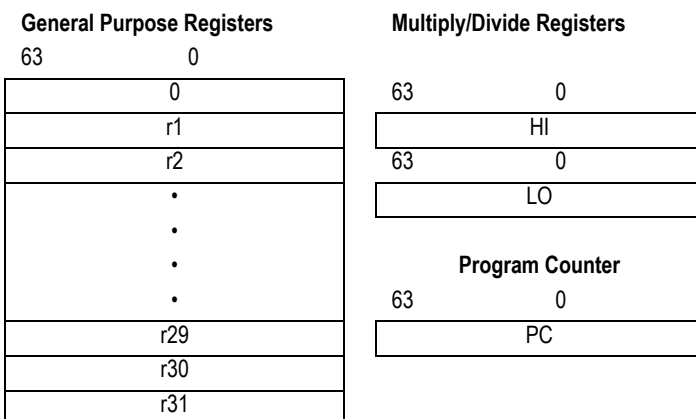 General Purpose Registers
63 0
0
r1
r2
•
•
•
•
r29
r30
r31
Multiply/Divide Registers
63 0
HI
63 0
LO
Program Counter
63 0
PC